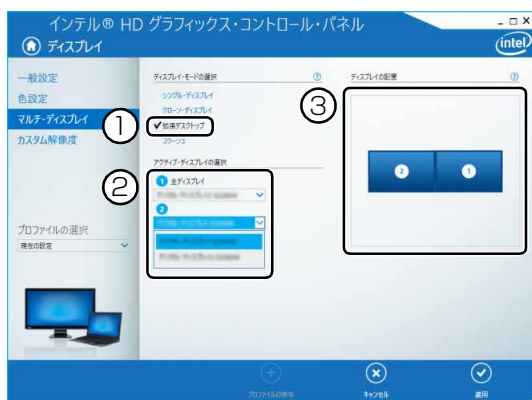 インテル® HD グラフィックス・コントロール・パネル
ディスプレイ
intel
一般設定
色設定
マルチ・ディスプレイ
カスタム解像度
プロファイルの選択
現在の設定
ディスプレイ・モードの選択
?
シングル・ディスプレイ
クローン・ディスプレイ
① ✔拡張デスクトップ
コラージュ
アクティブ・ディスプレイの選択
②
1 主ディスプレイ
2
ディスプレイの配置
?
③
2 1
プロファイルの保存
キャンセル
適用